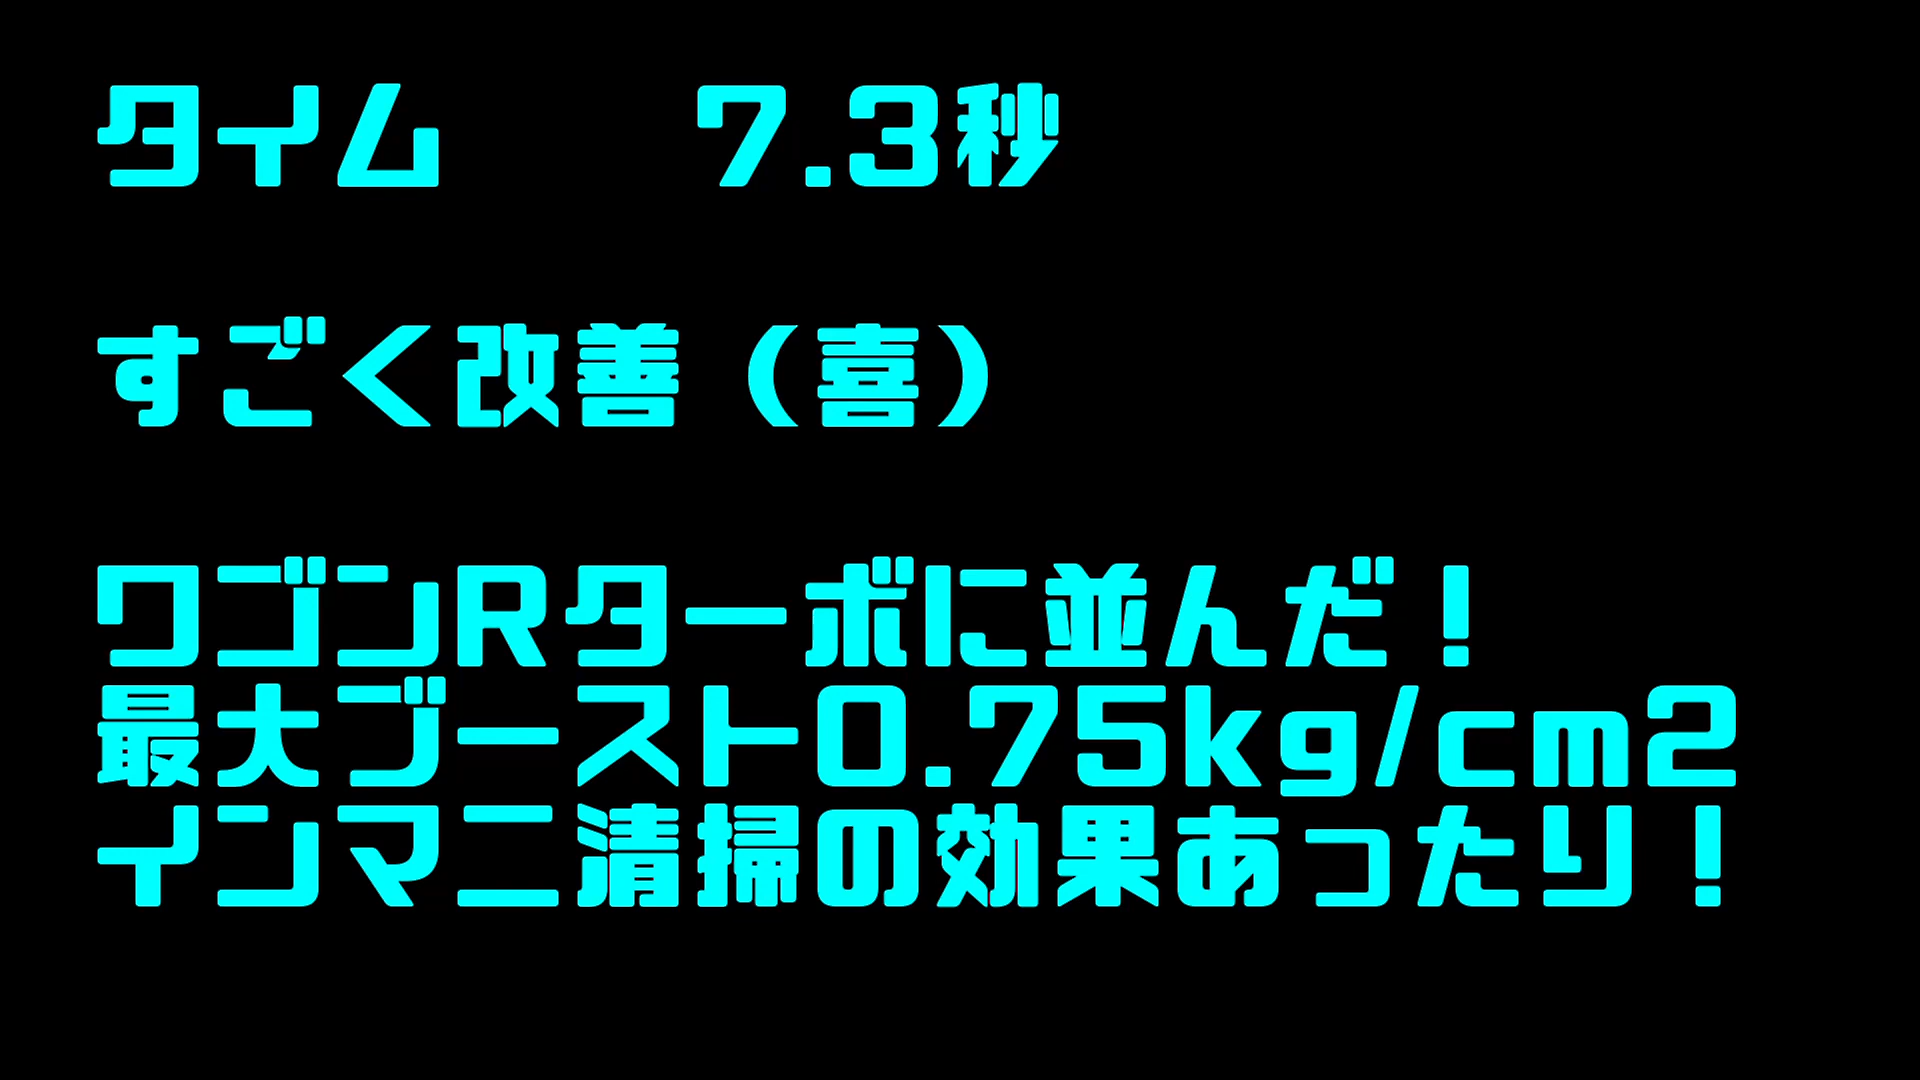 タイム　　7.3秒
すごく改善（喜）
ワゴンRターボに並んだ！
最大ブースト0.75kg/cm2
インマニ清掃の効果あったり！